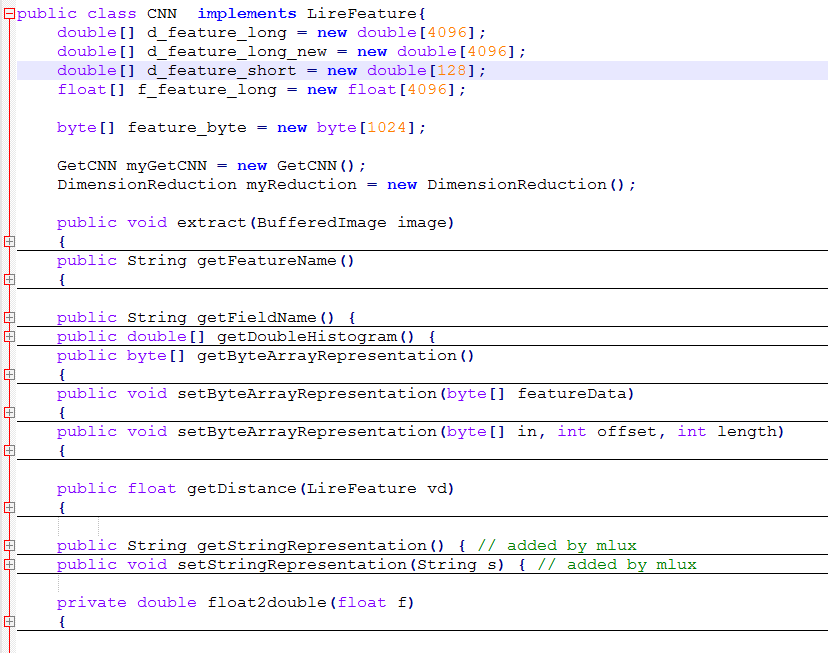 public class CNN  implements LireFeature{
    double[] d_feature_long = new double[4096];
    double[] d_feature_long_new = new double[4096];
    double[] d_feature_short = new double[128];
    float[] f_feature_long = new float[4096];
    byte[] feature_byte = new byte[1024];
    GetCNN myGetCNN = new GetCNN();
    DimensionReduction myReduction = new DimensionReduction();
    public void extract(BufferedImage image)
    {
    public String getFeatureName()
    {
    public String getFieldName() {
    public double[] getDoubleHistogram() {
    public byte[] getByteArrayRepresentation()
    {
    public void setByteArrayRepresentation(byte[] featureData)
    {
    public void setByteArrayRepresentation(byte[] in, int offset, int length)
    {
    public float getDistance(LireFeature vd)
    {
    public String getStringRepresentation() { // added by mlux
    public void setStringRepresentation(String s) { // added by mlux
    private double float2double(float f)
    {